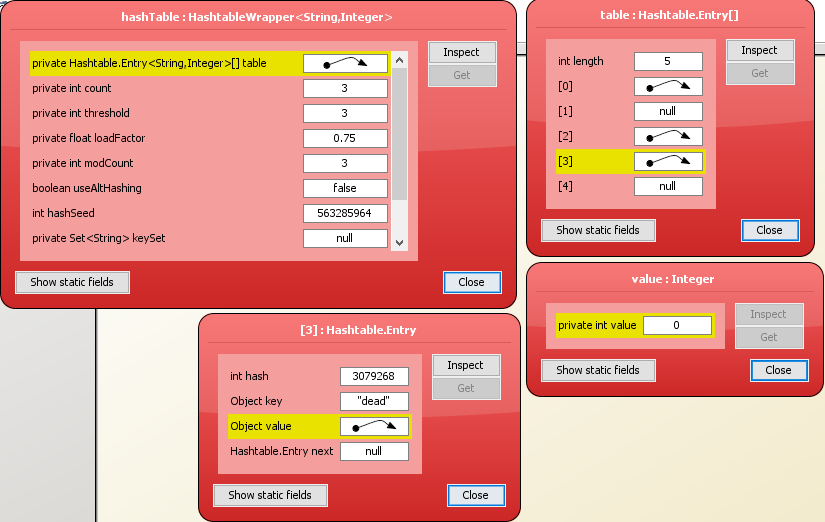 hashTable : HashtableWrapper<String,Integer>
private Hashtable.Entry<String,Integer>[] table
private int count 3
private int threshold 3
private float loadFactor 0.75
private int modCount 3
boolean useAltHashing false
int hashSeed 563285964
private Set<String> keySet null
Inspect
Get
Show static fields Close
table : Hashtable.Entry[]
int length 5
[0]
[1] null
[2]
[3]
[4] null
Inspect
Get
Show static fields Close
[3] : Hashtable.Entry
int hash 3079268
Object key "dead"
Object value
Hashtable.Entry next null
Inspect
Get
Show static fields Close
value : Integer
private int value 0
Inspect
Get
Show static fields Close